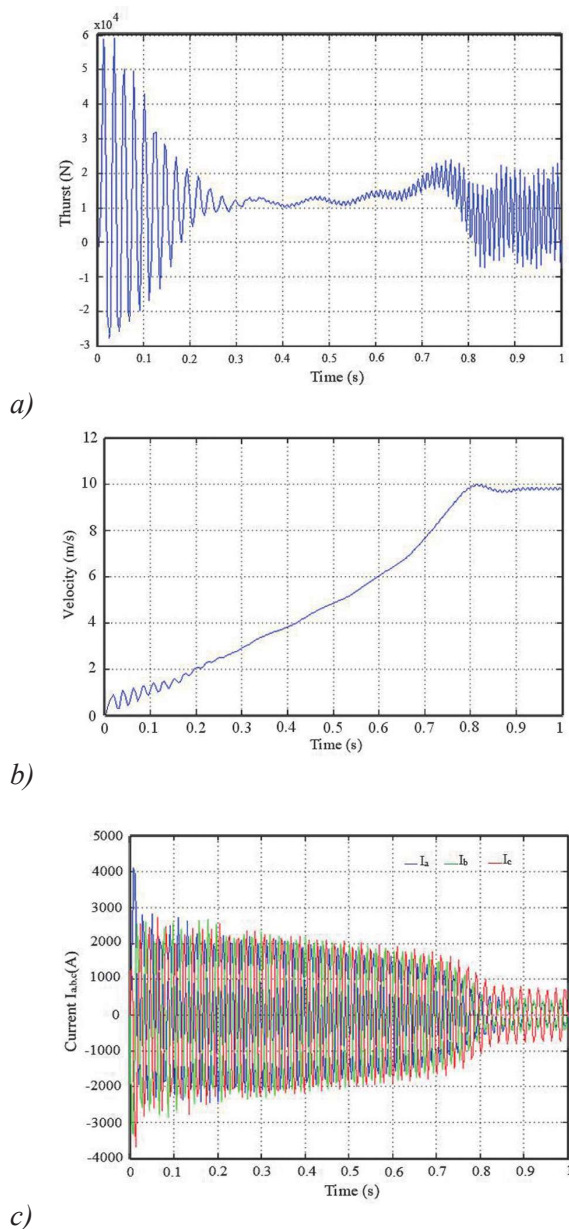 x10⁴
6
5
4
3
2
1
0
-1
-2
-3
Thurst (N)
0 0.1 0.2 0.3 0.4 0.5 0.6 0.7 0.8 0.9 1
Time (s)
a)
12
10
8
6
4
2
0
Velocity (m/s)
0 0.1 0.2 0.3 0.4 0.5 0.6 0.7 0.8 0.9 1
Time (s)
b)
5000
4000
3000
2000
1000
0
-1000
-2000
-3000
-4000
Current Ia,b,c(A)
Ia Ib Ic
0 0.1 0.2 0.3 0.4 0.5 0.6 0.7 0.8 0.9 1
Time (s)
c)